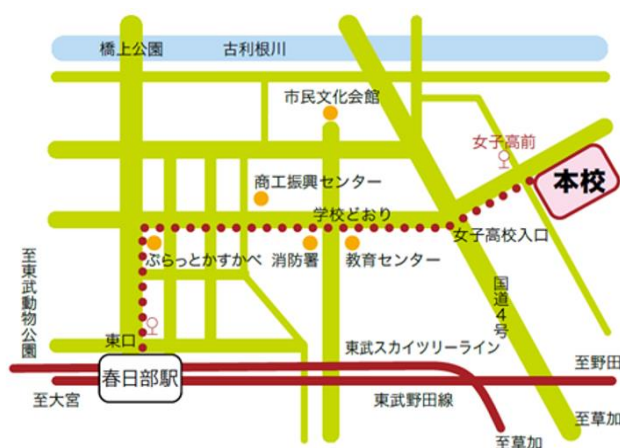 橋上公園
古利根川
市民文化会館
女子高前
本校
商工振興センター
学校どおり
女子高校入口
ぷらっとかすかべ
消防署
教育センター
至東武動物公園
国道4号
東口
春日部駅
東武スカイツリーライン
至野田
至大宮
東武野田線
至草加
至草加